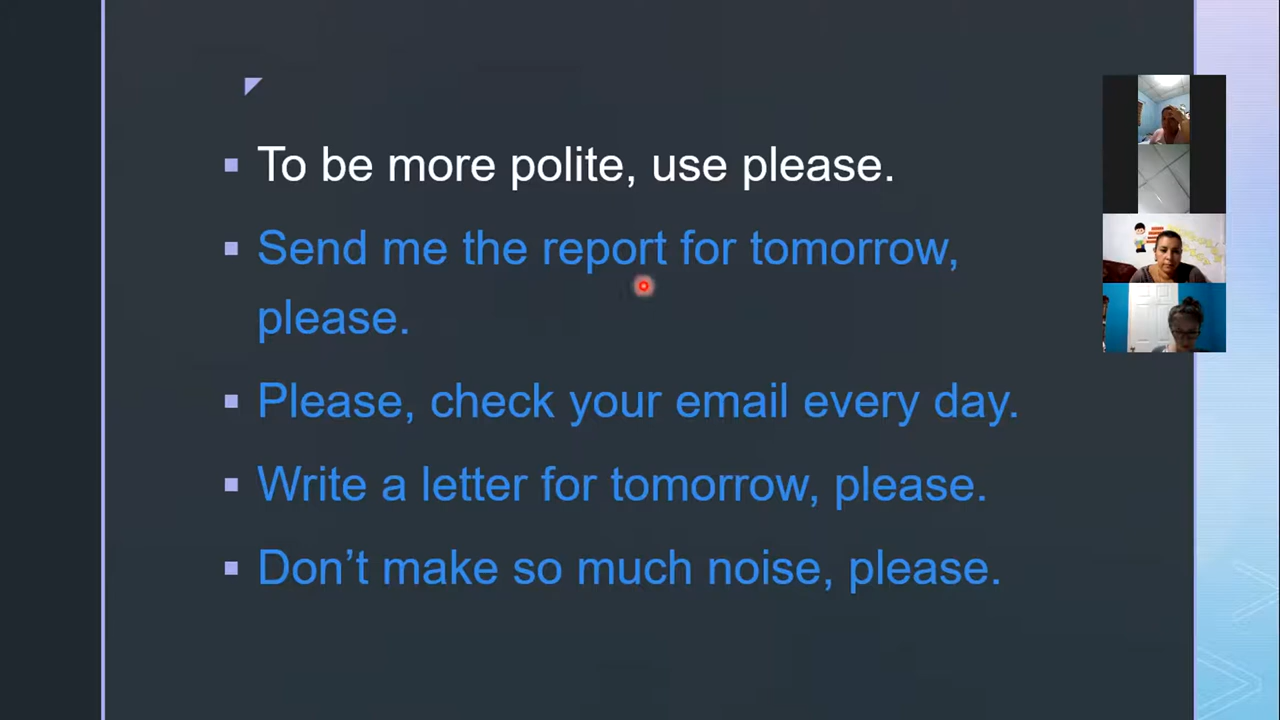 To be more polite, use please.
Send me the report for tomorrow,
please.
Please, check your email every day.
Write a letter for tomorrow, please.
Don’t make so much noise, please.